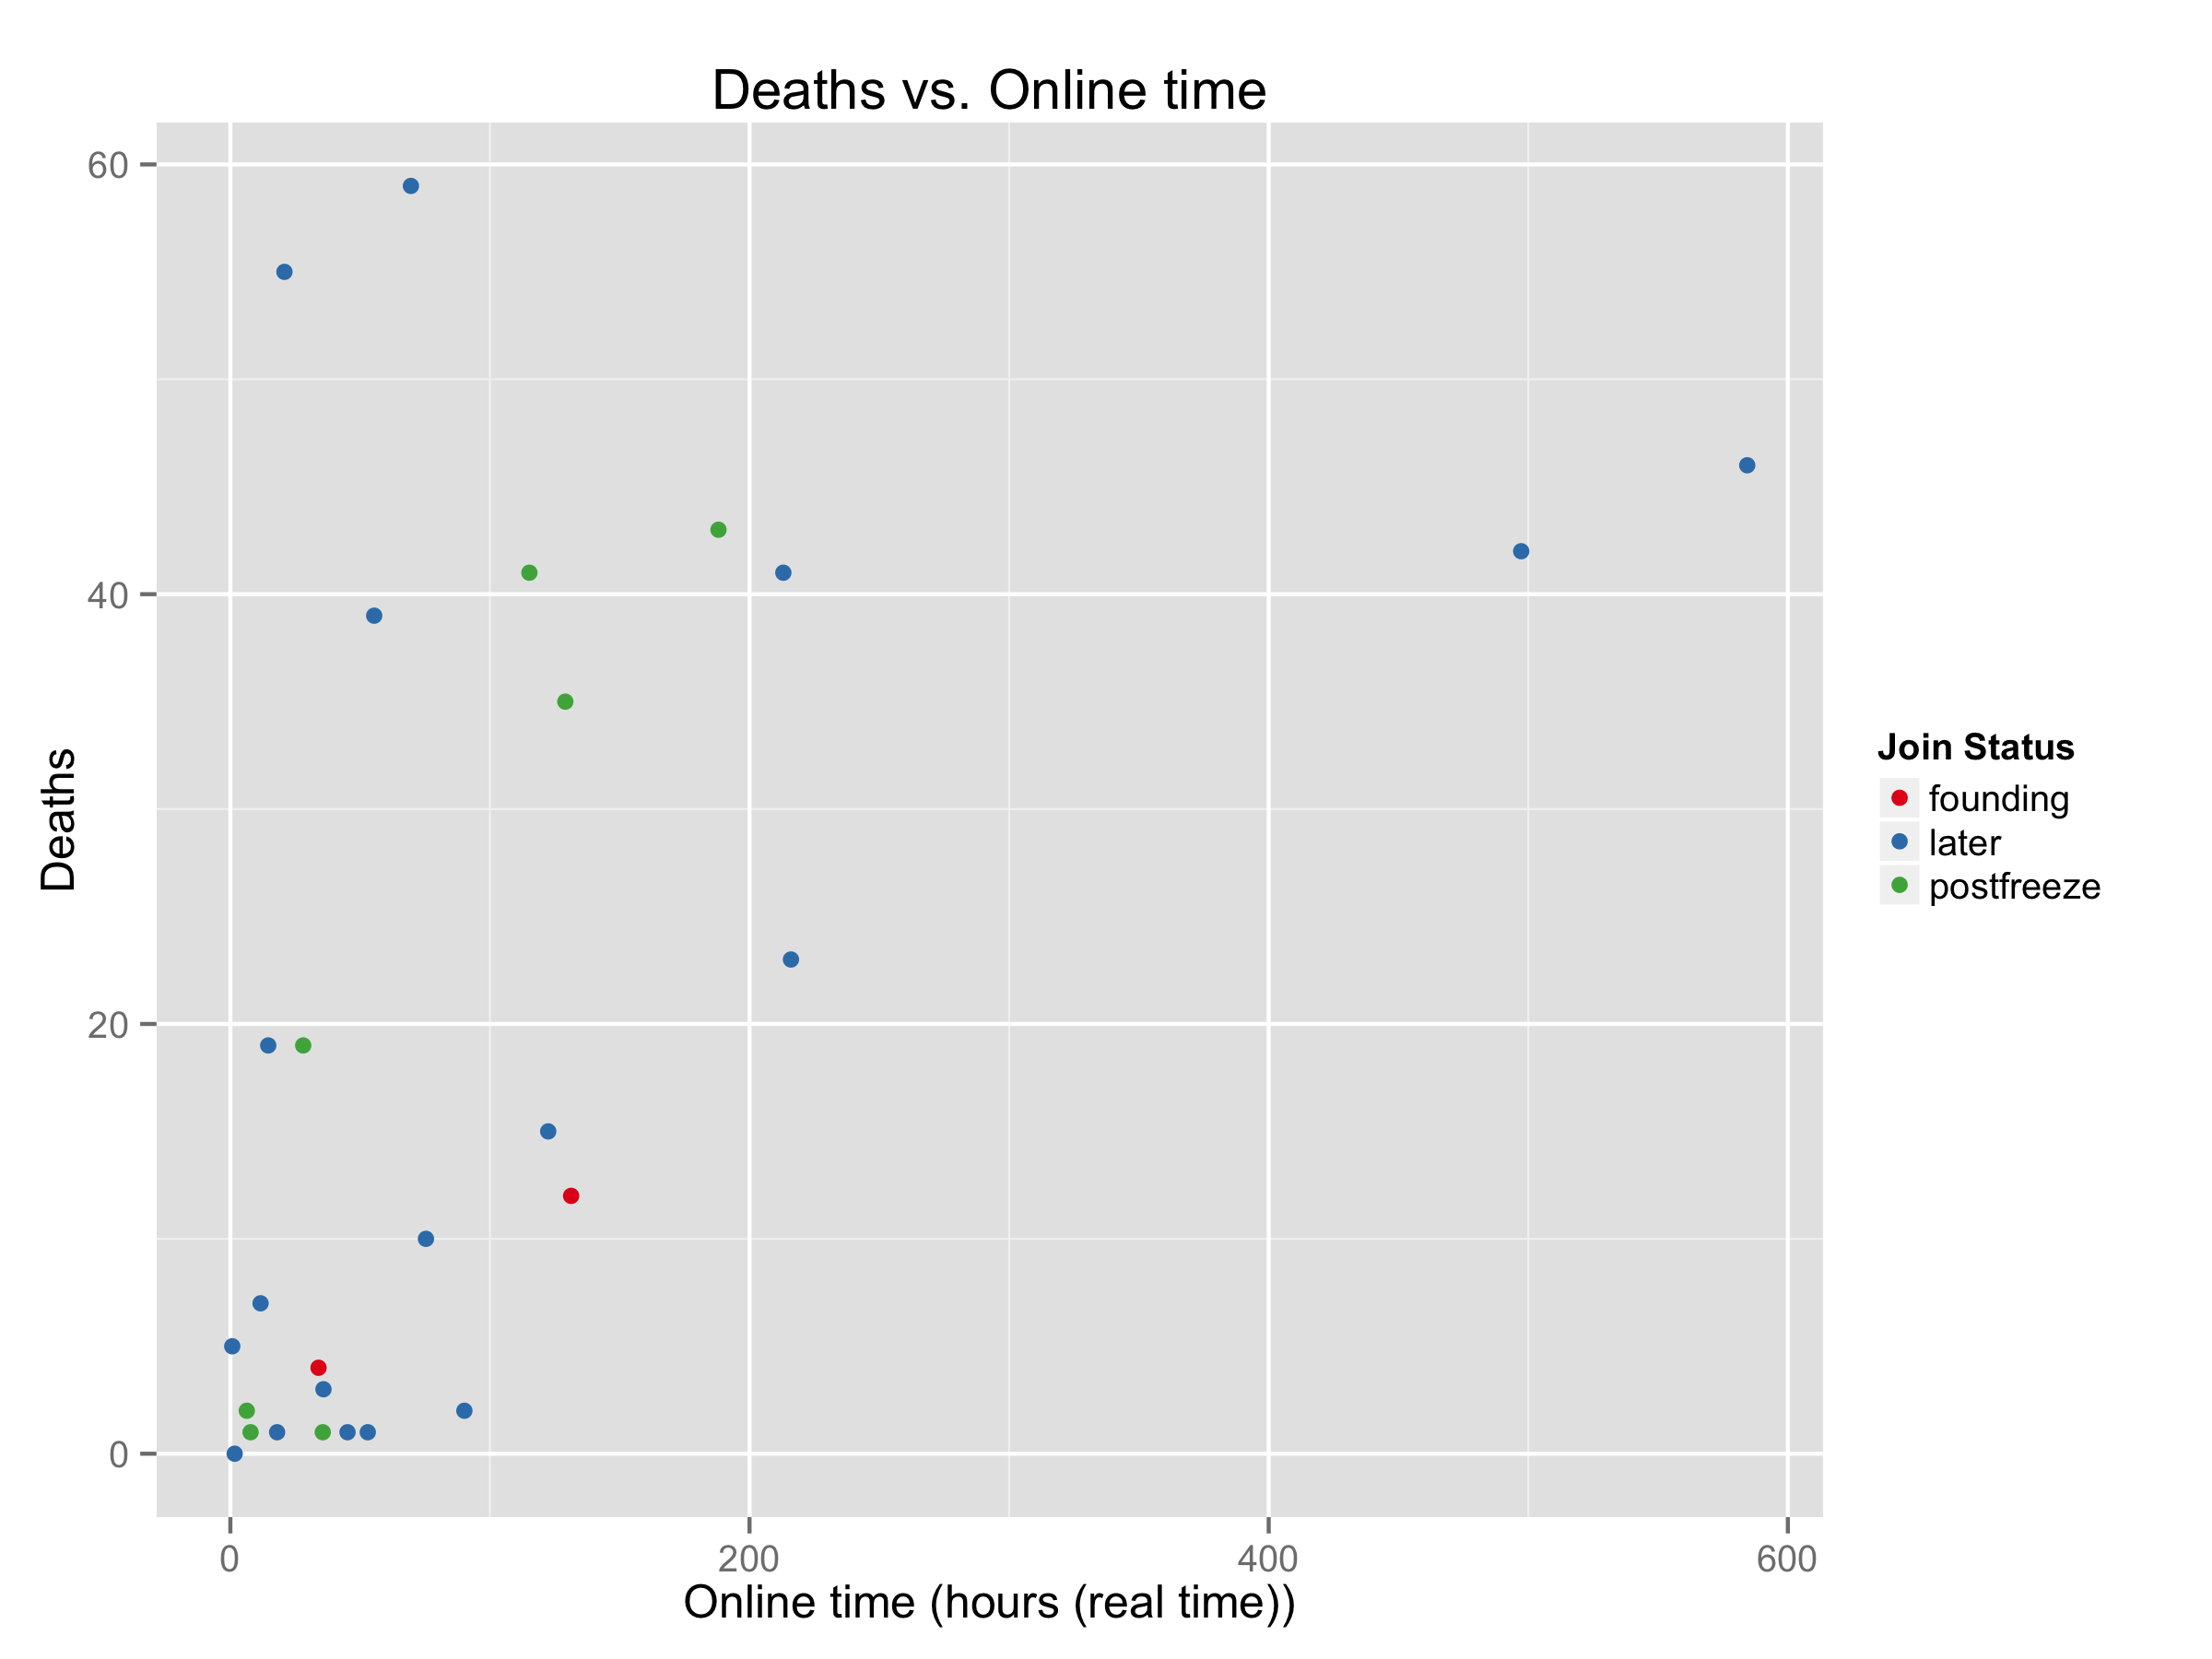 Deaths vs. Online time
60
40
20
0
Deaths
0 200 400 600
Online time (hours (real time))
Join Status
founding
later
postfreeze